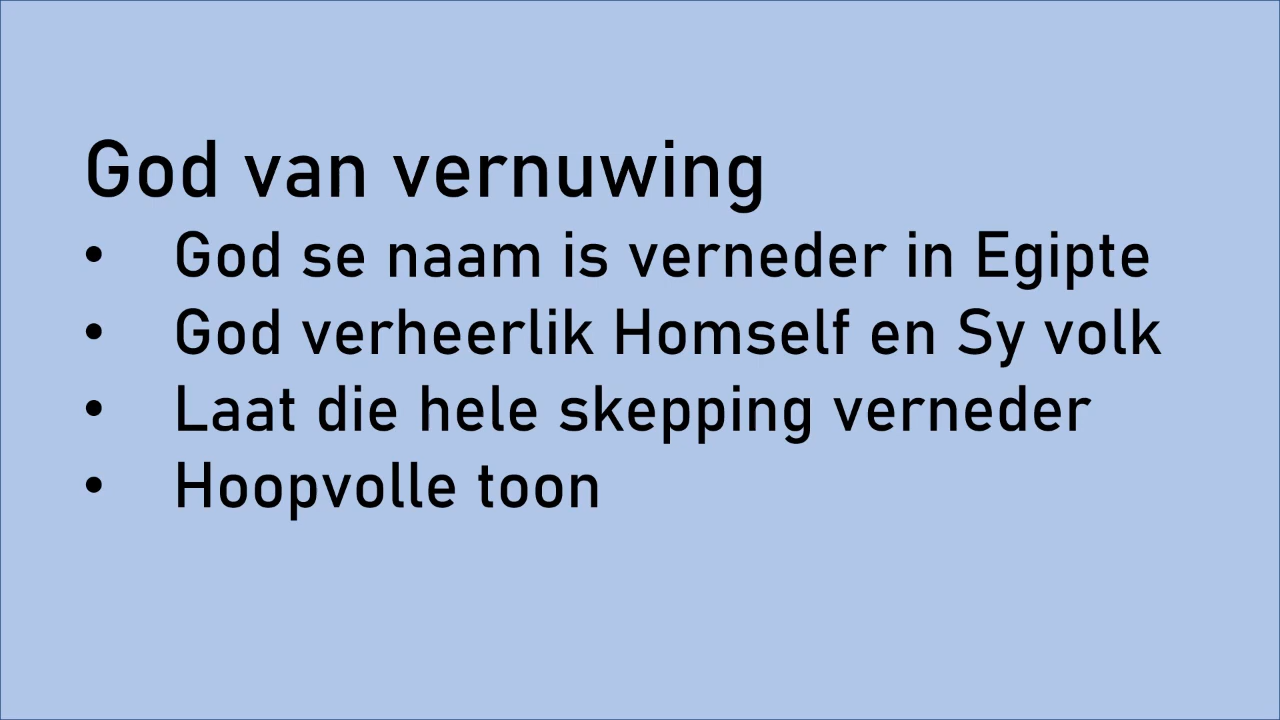 God van vernuwing
• God se naam is verneder in Egipte
• God verheerlik Homself en Sy volk
• Laat die hele skepping verneder
• Hoopvolle toon